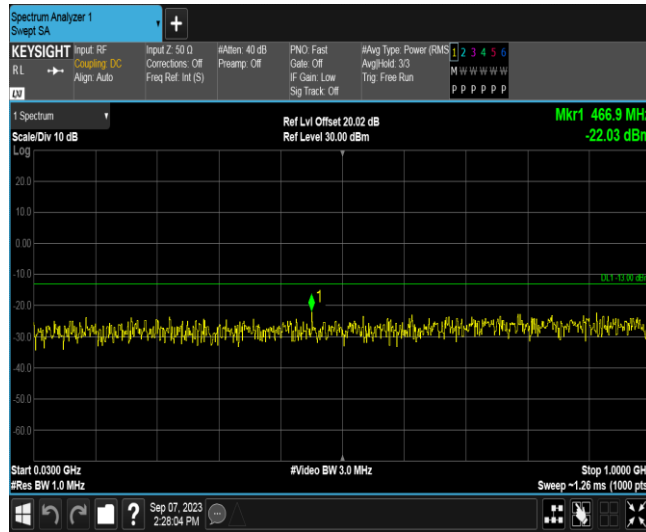 Spectrum Analyzer 1
Swept SA
KEYSIGHT
RL
LXI
Input: RF
Coupling: DC
Align: Auto
Input Z: 50 Ω
Corrections: Off
Freq Ref: Int (S)
#Atten: 40 dB
Preamp: Off
PNO: Fast
Gate: Off
IF Gain: Low
Sig Track: Off
#Avg Type: Power (RMS
Avg|Hold: 3/3
Trig: Free Run
1 2 3 4 5 6
M W W W W W
P P P P P P
1 Spectrum
Scale/Div 10 dB
Ref Lvl Offset 20.02 dB
Ref Level 30.00 dBm
Mkr1 466.9 MHz
-22.03 dBm
Log
20.0
10.0
0.00
-10.0
DL1 -13.00 dBm
1
-20.0
-30.0
-40.0
-50.0
-60.0
Start 0.0300 GHz
#Res BW 1.0 MHz
#Video BW 3.0 MHz
Stop 1.0000 GHz
Sweep ~1.26 ms (1000 pts)
?
Sep 07, 2023
2:28:04 PM